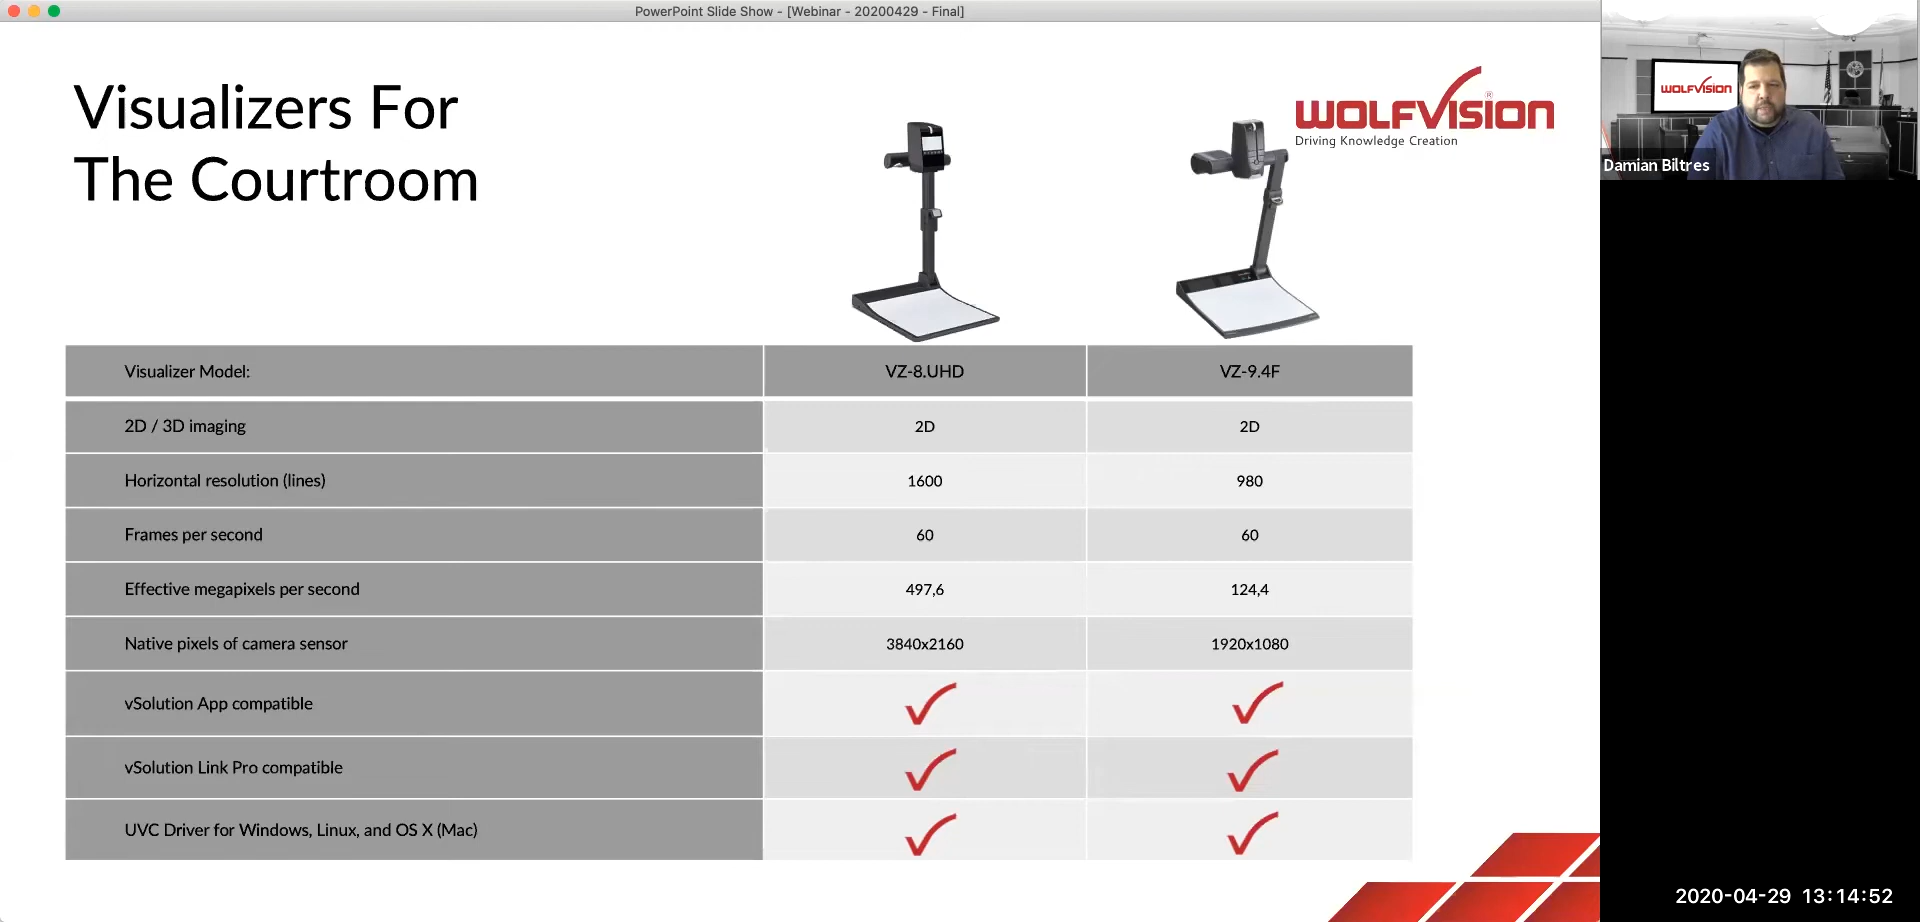 PowerPoint Slide Show - [Webinar - 20200429 - Final]
Visualizers For
The Courtroom
WOLFVISION®
Driving Knowledge Creation
WOLFVISION
Damian Biltres
Visualizer Model: VZ-8.UHD VZ-9.4F
2D / 3D imaging 2D 2D
Horizontal resolution (lines) 1600 980
Frames per second 60 60
Effective megapixels per second 497,6 124,4
Native pixels of camera sensor 3840x2160 1920x1080
vSolution App compatible
vSolution Link Pro compatible
UVC Driver for Windows, Linux, and OS X (Mac)
2020-04-29 13:14:52